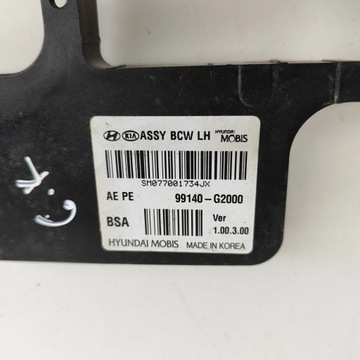 KIA ASSY BCW LH HYUNDAI MOBIS
SM077001734JX
AE PE 99140-G2000
BSA Ver
1.00.3.00
HYUNDAI MOBIS MADE IN KOREA